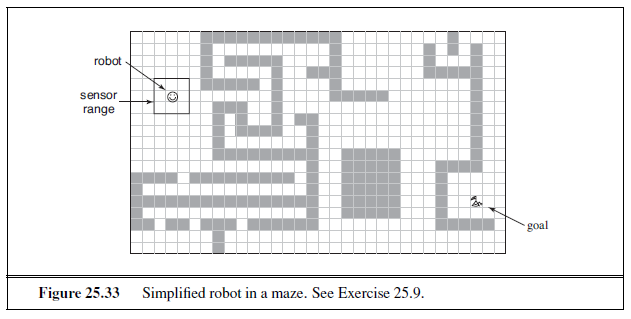 robot
sensor
range
goal
Figure 25.33 Simplified robot in a maze. See Exercise 25.9.